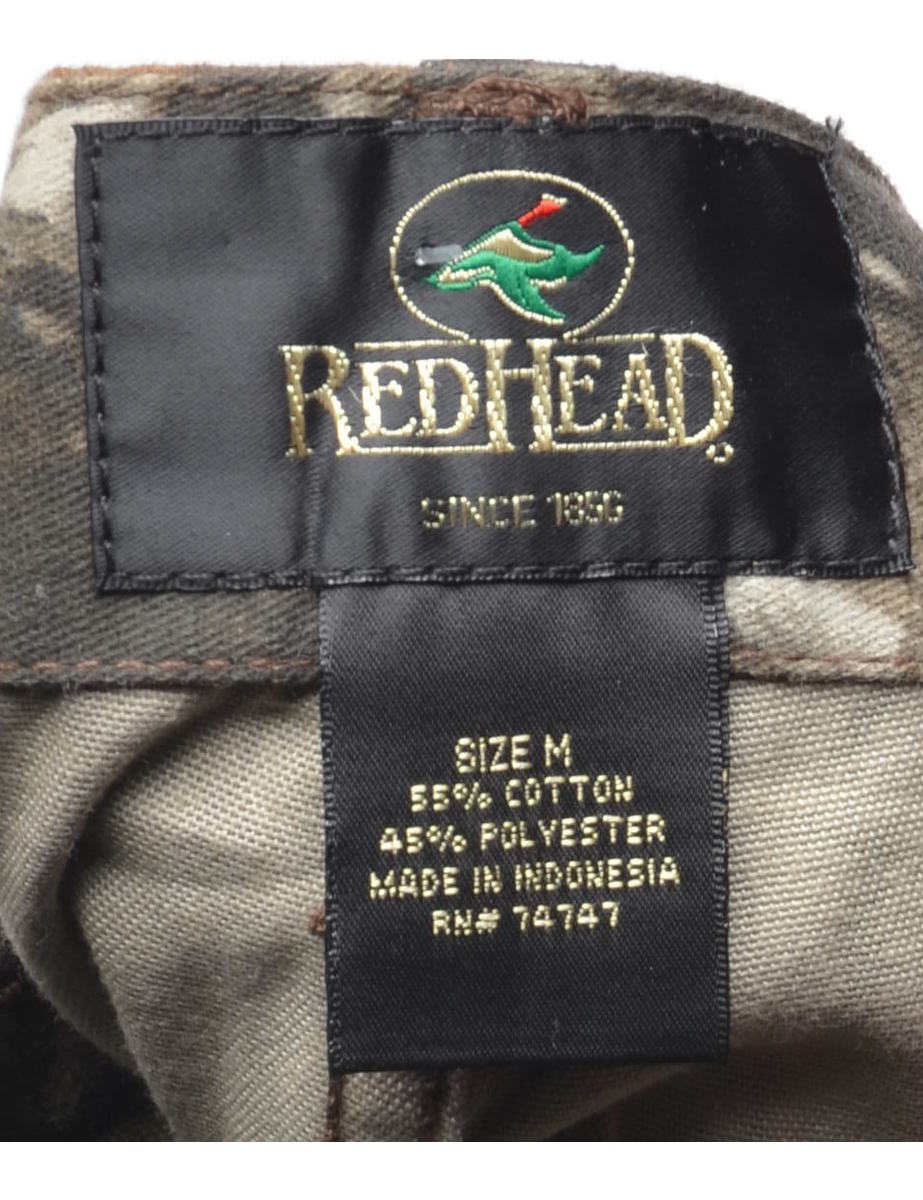 REDHEAD
SINCE 1856
SIZE M
55% COTTON
45% POLYESTER
MADE IN INDONESIA
RN# 74747